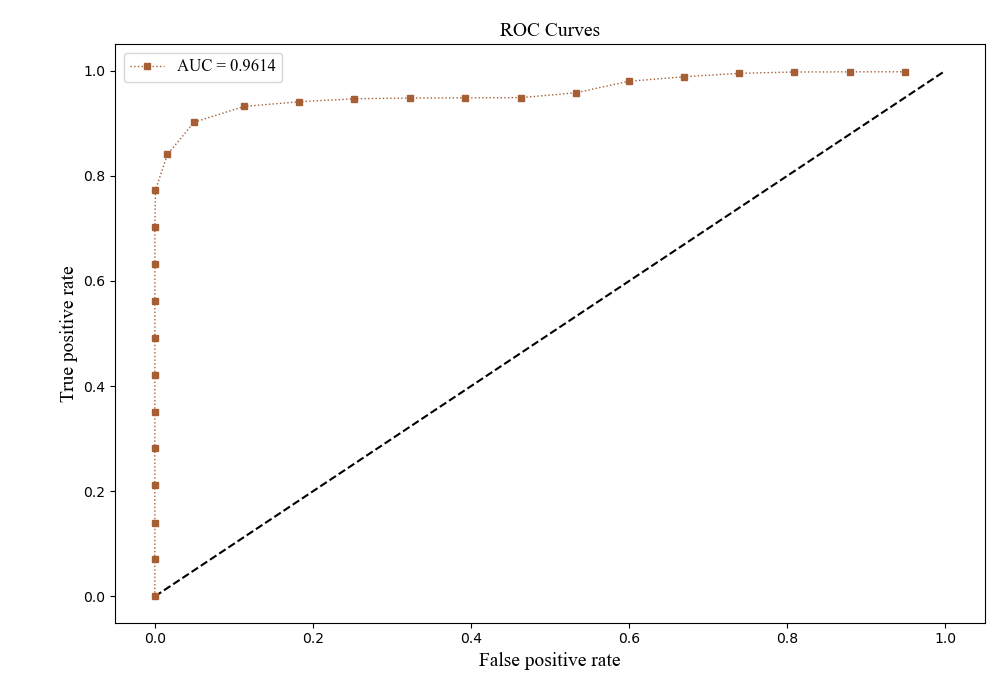 ROC Curves
AUC = 0.9614
1.0
0.8
0.6
0.4
0.2
0.0
True positive rate
0.0 0.2 0.4 0.6 0.8 1.0
False positive rate